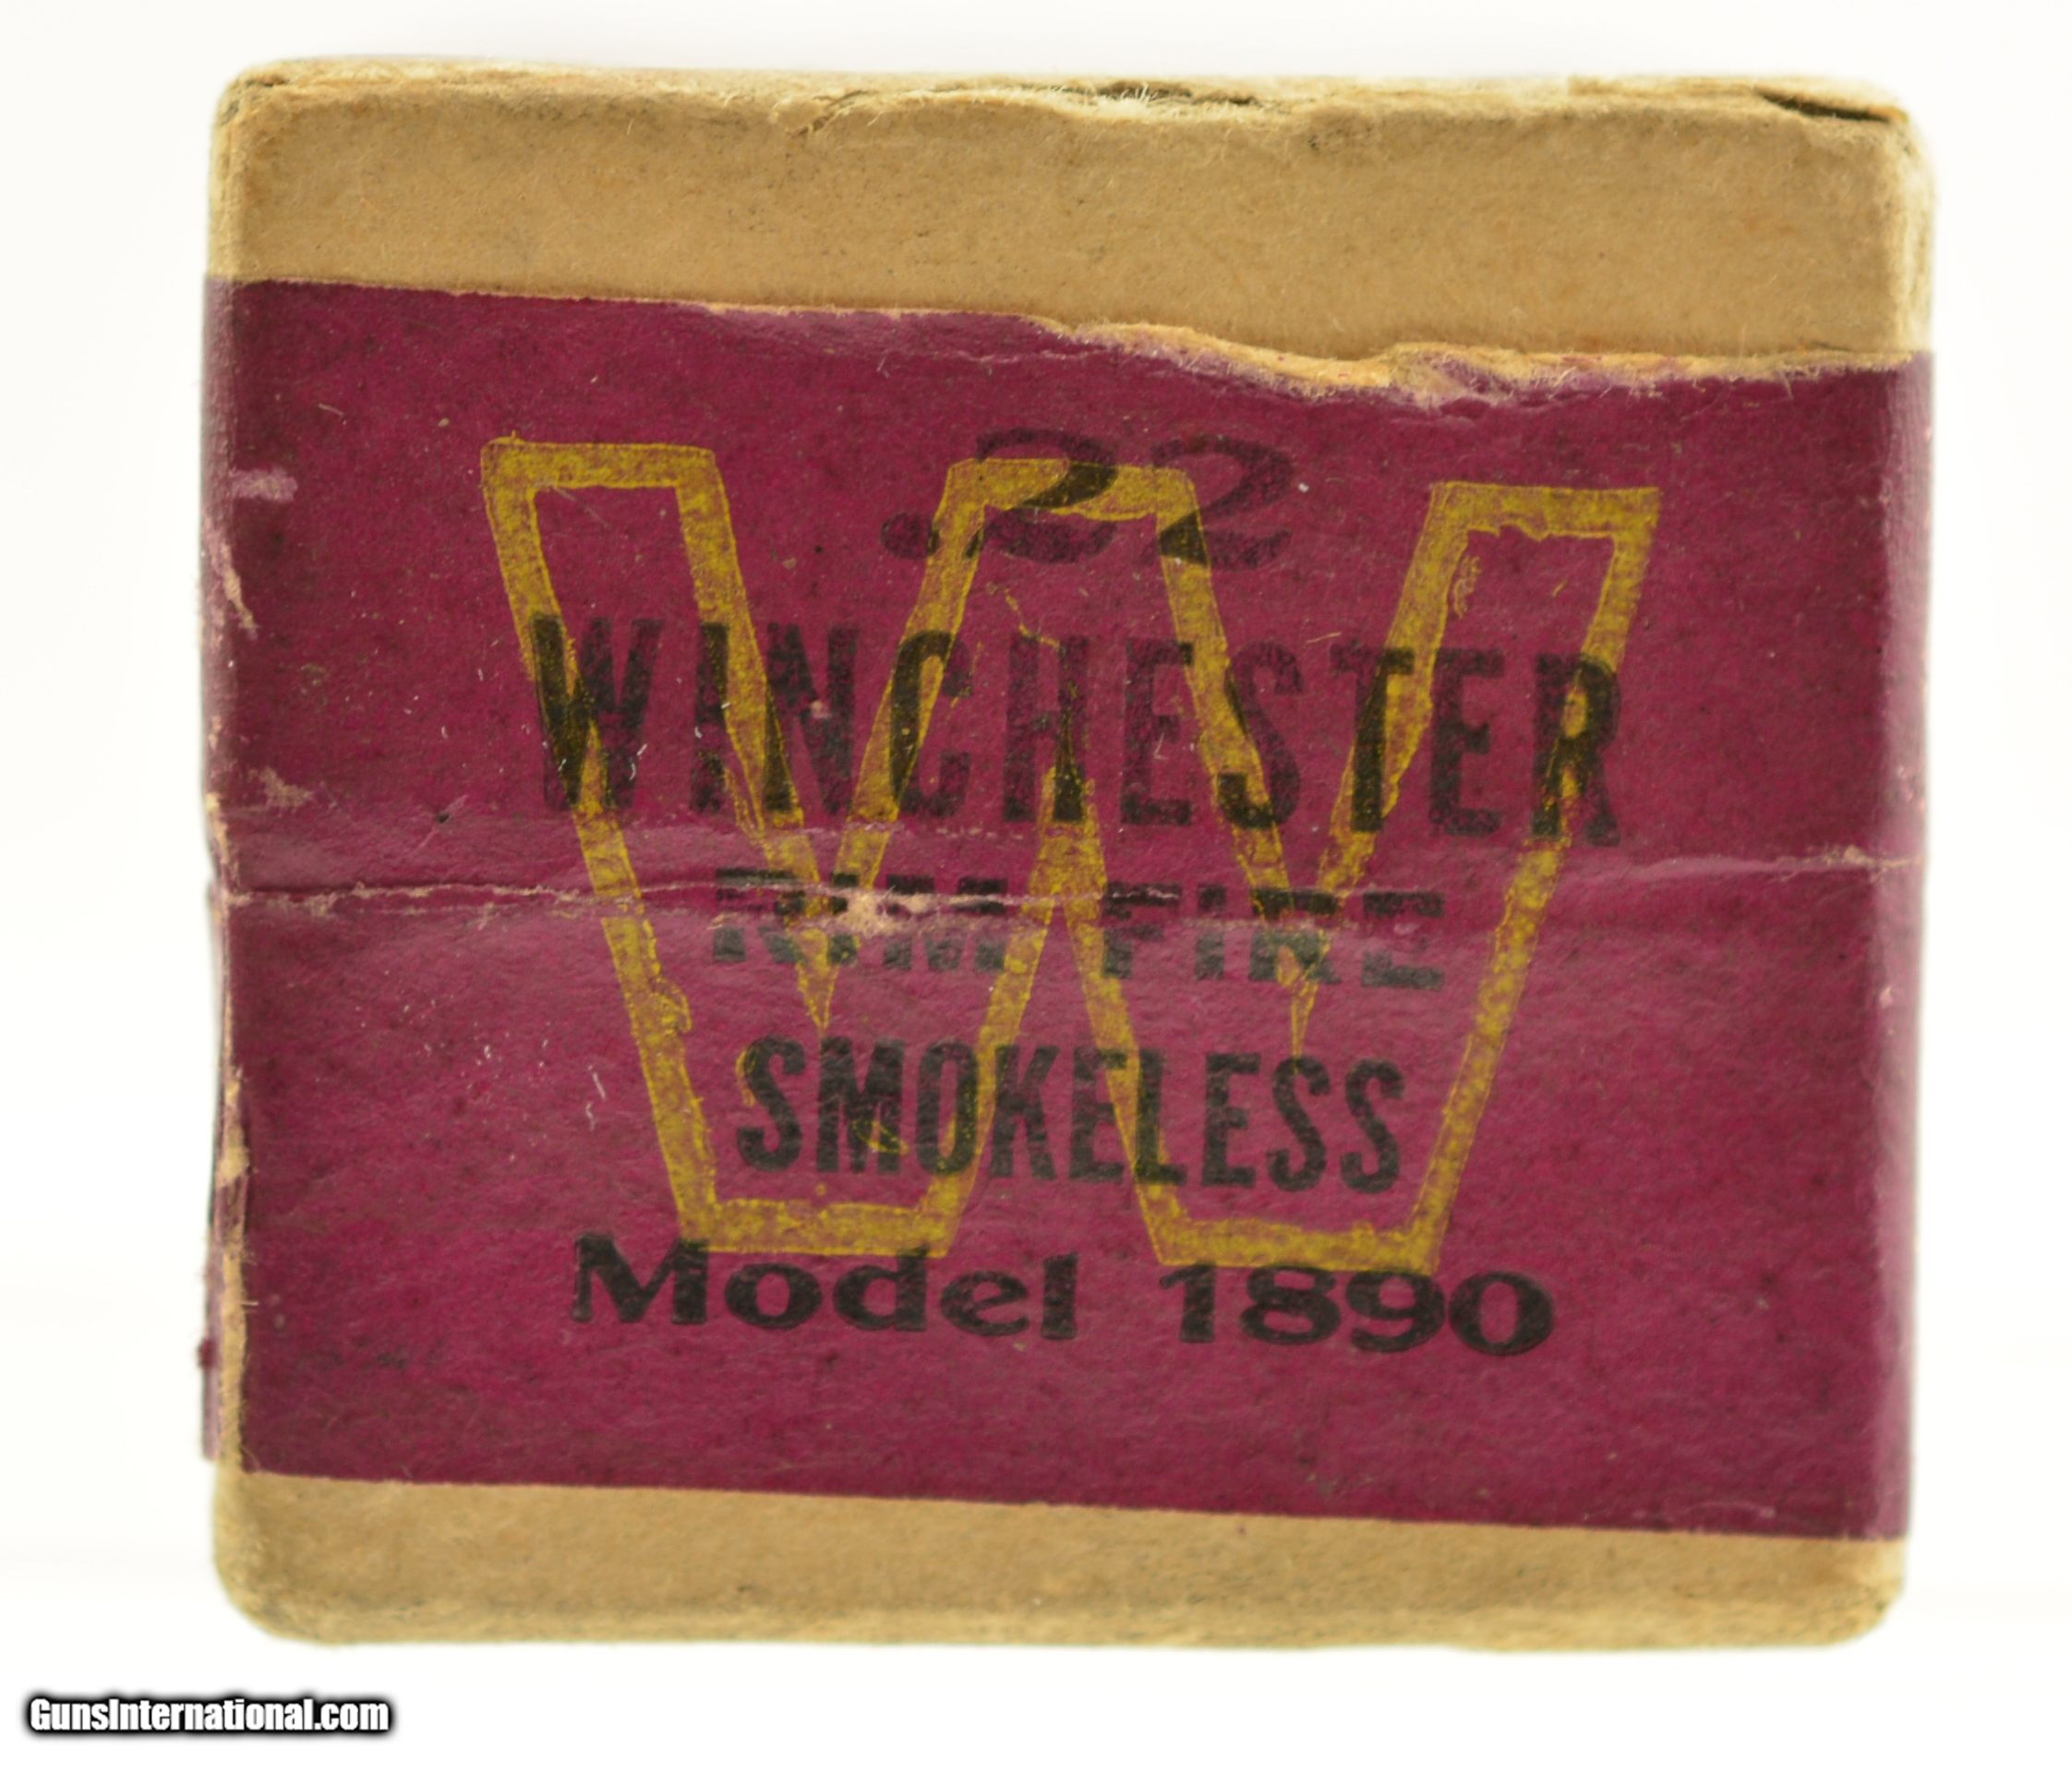 .22
W
WINCHESTER
RIM FIRE
SMOKELESS
Model 1890
GunsInternational.com